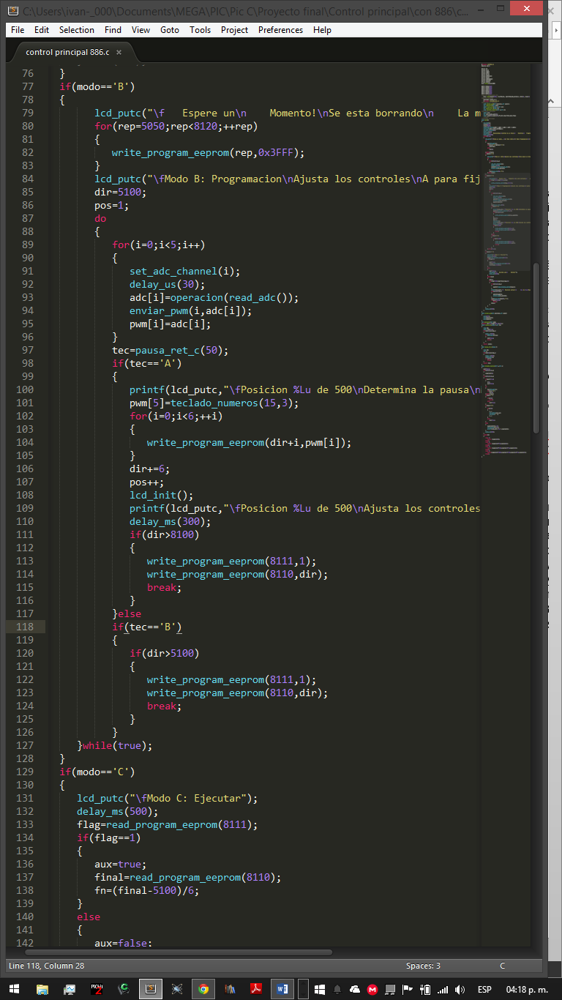 C:\Users\ivan-_000\Documents\MEGA\PIC\Pic C\Proyecto final\Control principal\con 886\c...
File Edit Selection Find View Goto Tools Project Preferences Help
control principal 886.c ×
76 }
77 if(modo=='B')
78 {
79 lcd_putc("\f   Espere un\n    Momento!\nSe esta borrando\n    La m
80 for(rep=5050;rep<8120;++rep)
81 {
82 write_program_eeprom(rep,0x3FFF);
83 }
84 lcd_putc("\fModo B: Programacion\nAjusta los controles\nA para fij
85 dir=5100;
86 pos=1;
87 do
88 {
89 for(i=0;i<5;i++)
90 {
91 set_adc_channel(i);
92 delay_us(30);
93 adc[i]=operacion(read_adc());
94 enviar_pwm(i,adc[i]);
95 pwm[i]=adc[i];
96 }
97 tec=pausa_ret_c(50);
98 if(tec=='A')
99 {
100 printf(lcd_putc,"\fPosicion %Lu de 500\nDetermina la pausa\n
101 pwm[5]=teclado_numeros(15,3);
102 for(i=0;i<6;++i)
103 {
104 write_program_eeprom(dir+i,pwm[i]);
105 }
106 dir+=6;
107 pos++;
108 lcd_init();
109 printf(lcd_putc,"\fPosicion %Lu de 500\nAjusta los controles
110 delay_ms(300);
111 if(dir>8100)
112 {
113 write_program_eeprom(8111,1);
114 write_program_eeprom(8110,dir);
115 break;
116 }
117 }else
118 if(tec=='B')
119 {
120 if(dir>5100)
121 {
122 write_program_eeprom(8111,1);
123 write_program_eeprom(8110,dir);
124 break;
125 }
126 }
127 }while(true);
128 }
129 if(modo=='C')
130 {
131 lcd_putc("\fModo C: Ejecutar");
132 delay_ms(500);
133 flag=read_program_eeprom(8111);
134 if(flag==1)
135 {
136 aux=true;
137 final=read_program_eeprom(8110);
138 fn=(final-5100)/6;
139 }
140 else
141 {
142 aux=false;
Line 118, Column 28 Spaces: 3 C
ESP 04:18 p. m.